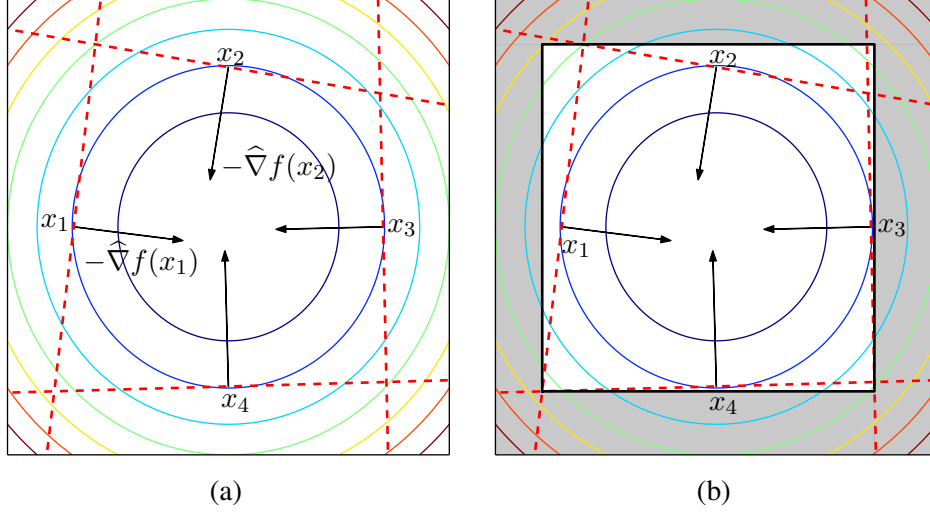 x₂
−∇̂f(x₂)
x₁
x₃
−∇̂f(x₁)
x₄
(a)
x₂
x₁
x₃
x₄
(b)